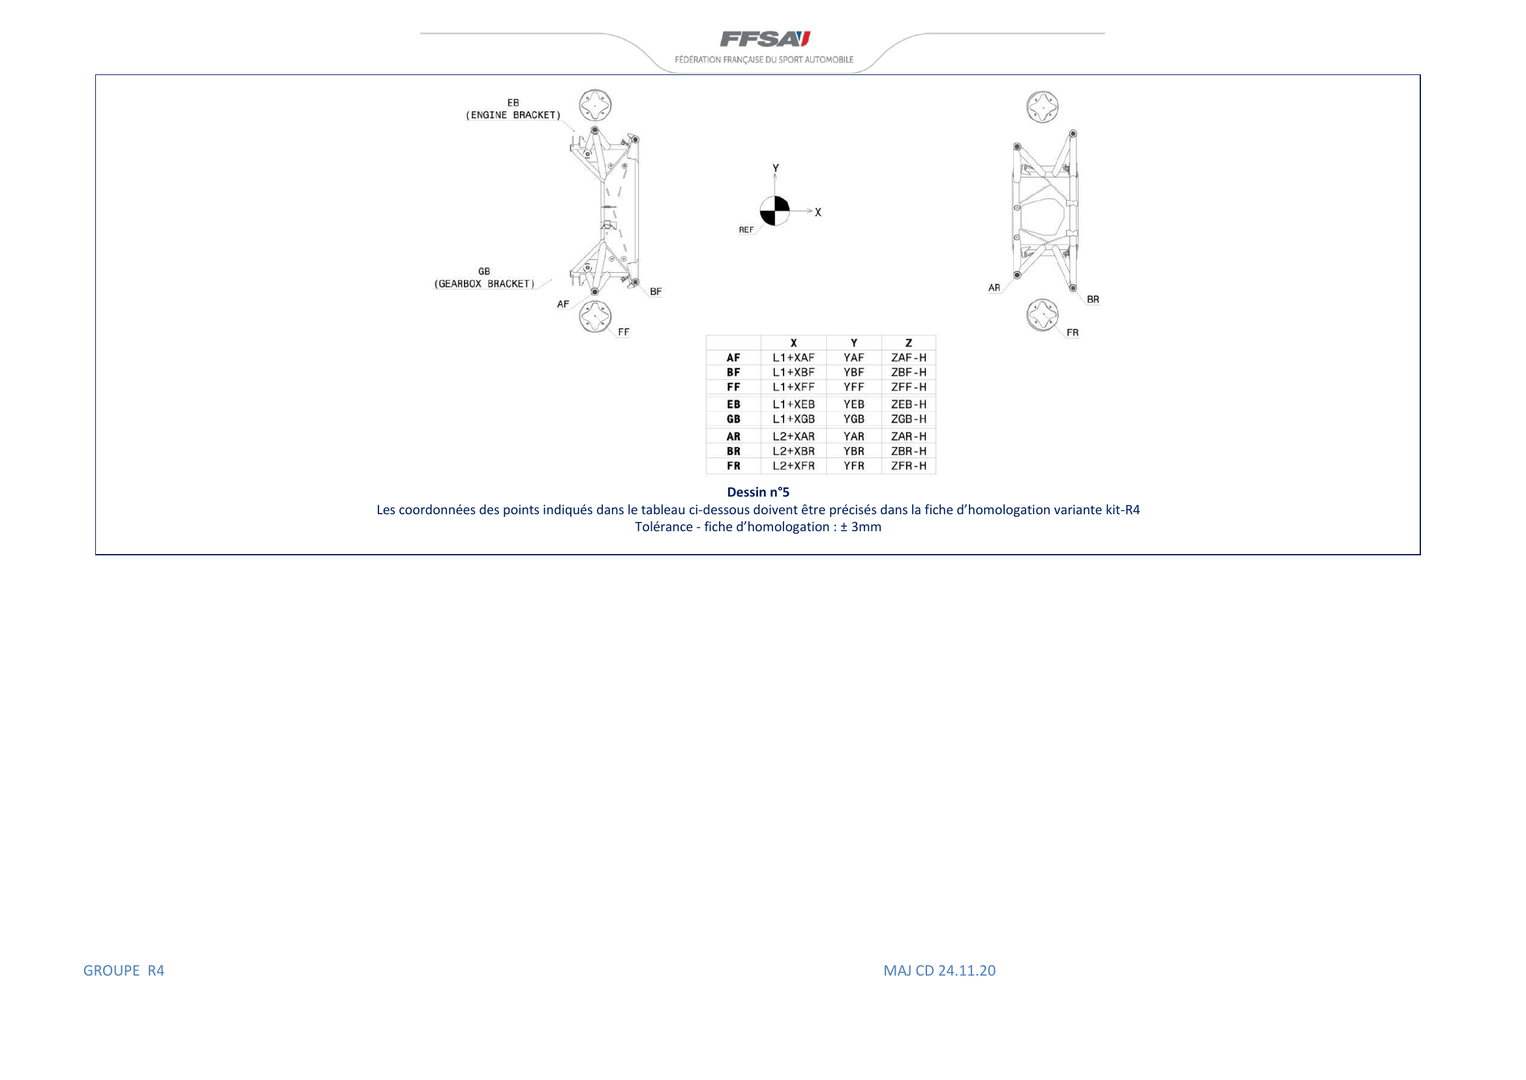 FFSA
FÉDÉRATION FRANÇAISE DU SPORT AUTOMOBILE
EB
(ENGINE BRACKET)
GB
(GEARBOX BRACKET)
AF
BF
FF
Y
X
REF
AR
BR
FR
X Y Z
AF L1+XAF YAF ZAF-H
BF L1+XBF YBF ZBF-H
FF L1+XFF YFF ZFF-H
EB L1+XEB YEB ZEB-H
GB L1+XGB YGB ZGB-H
AR L2+XAR YAR ZAR-H
BR L2+XBR YBR ZBR-H
FR L2+XFR YFR ZFR-H
Dessin n°5
Les coordonnées des points indiqués dans le tableau ci-dessous doivent être précisés dans la fiche d'homologation variante kit-R4
Tolérance - fiche d'homologation : ± 3mm
GROUPE R4
MAJ CD 24.11.20